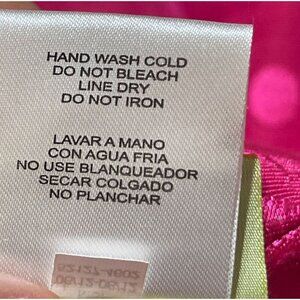 HAND WASH COLD
DO NOT BLEACH
LINE DRY
DO NOT IRON
LAVAR A MANO
CON AGUA FRIA
NO USE BLANQUEADOR
SECAR COLGADO
NO PLANCHAR